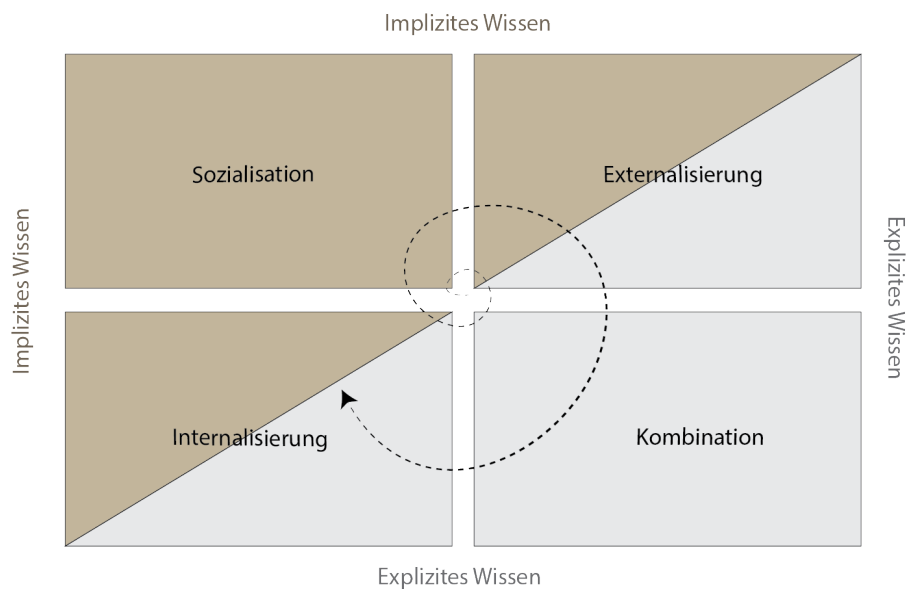 Implizites Wissen
Sozialisation
Externalisierung
Implizites Wissen
Explizites Wissen
Internalisierung
Kombination
Explizites Wissen